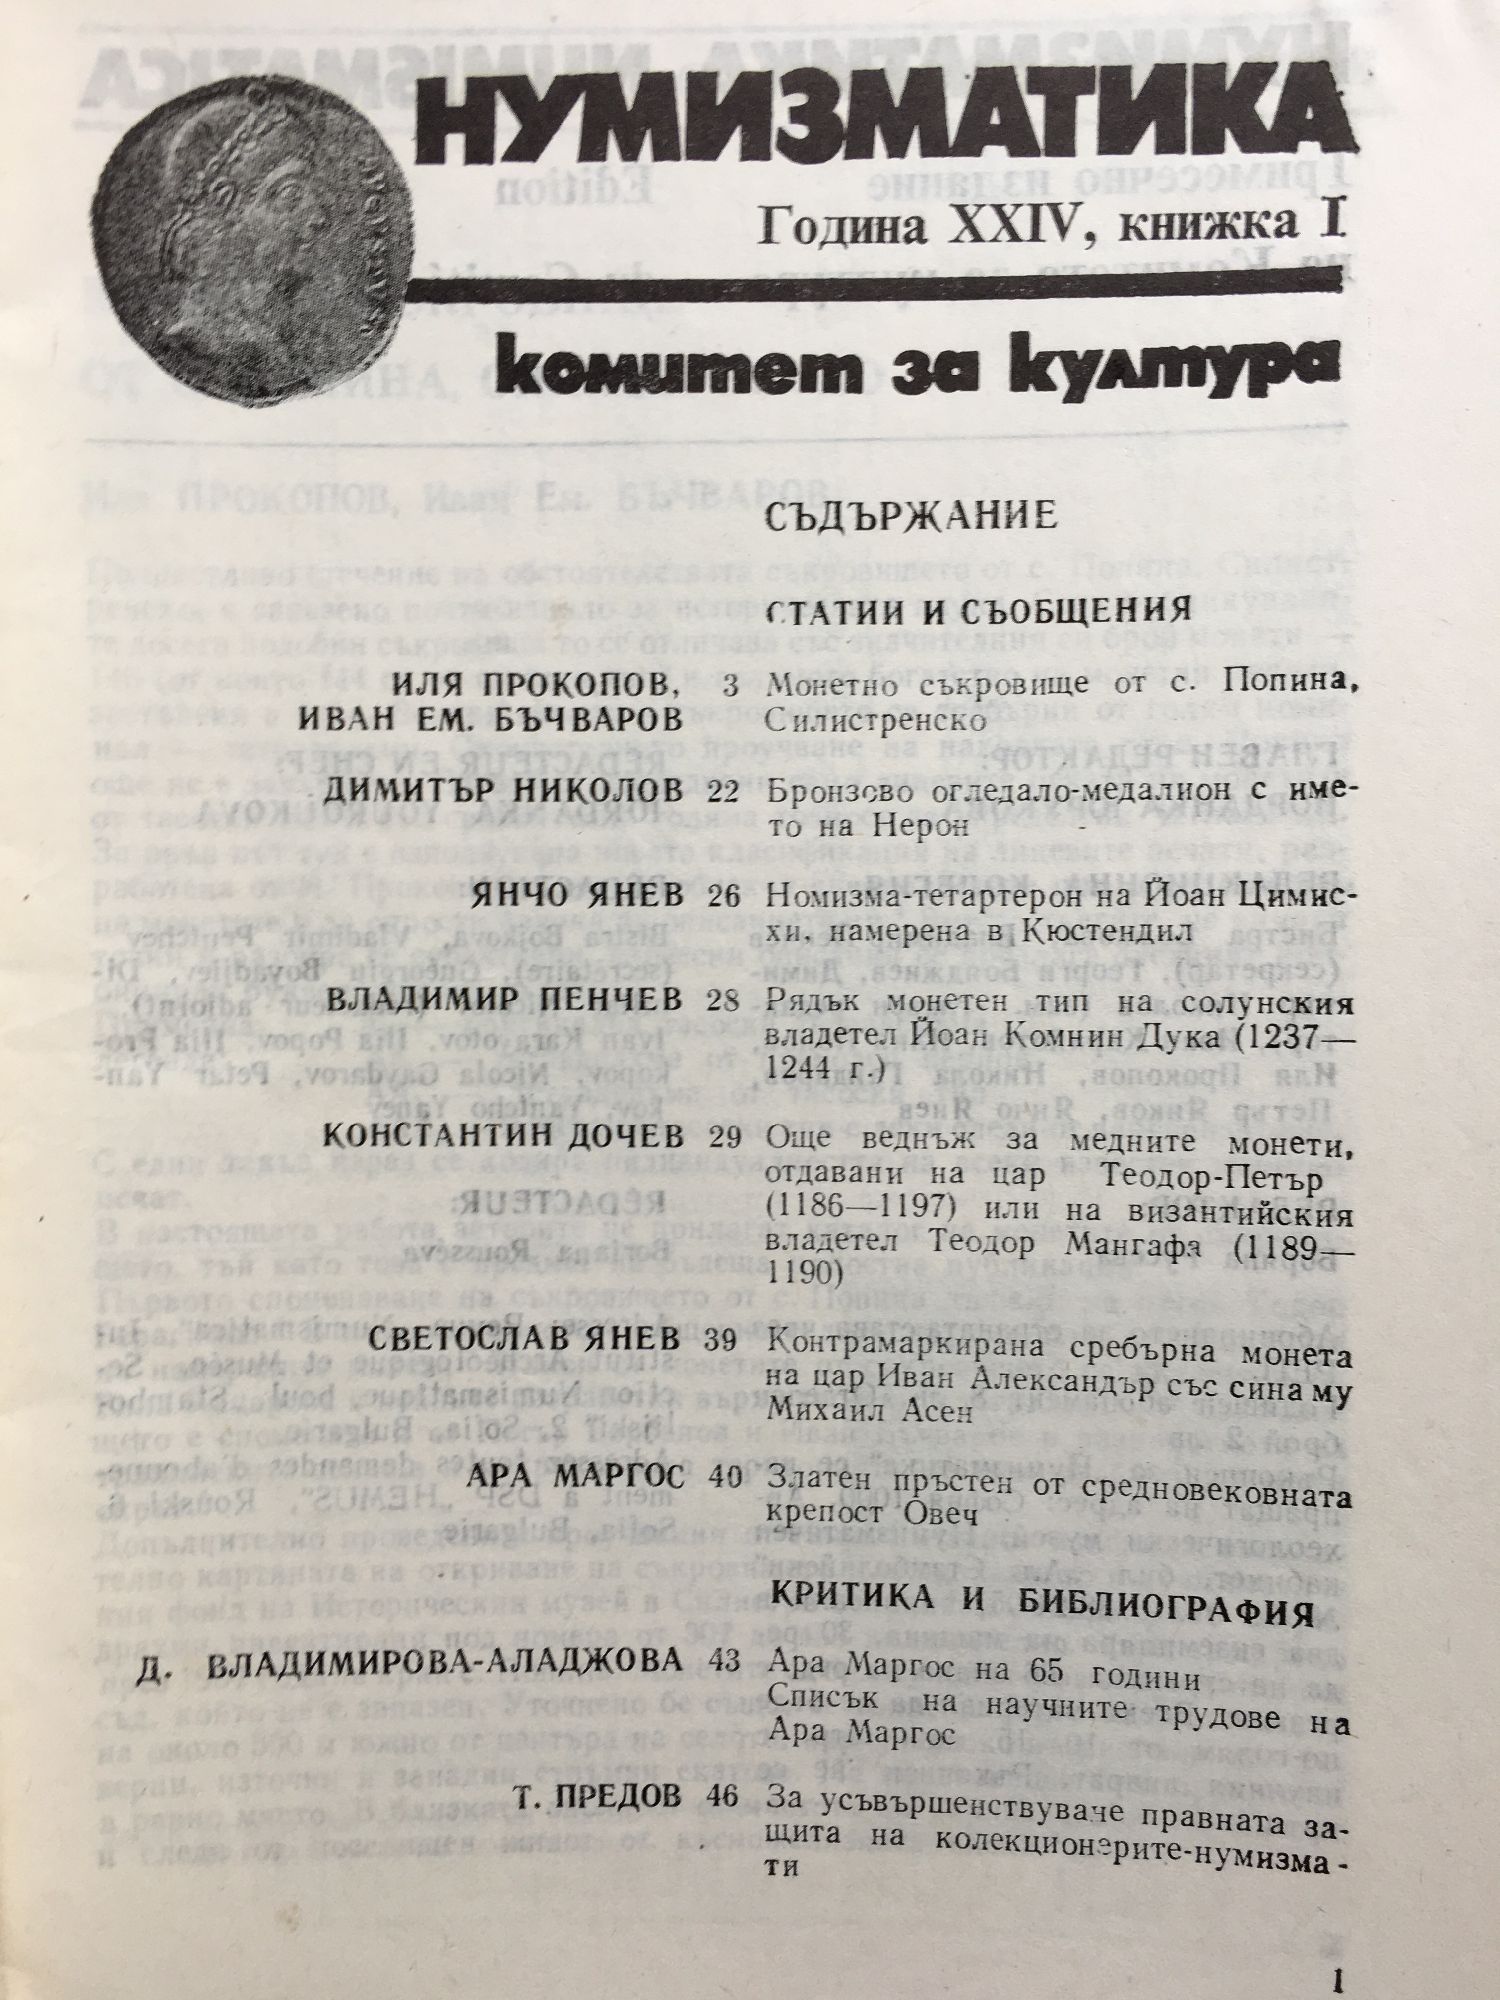 НУМИЗМАТИКА
Година XXIV, книжка I
комитет за култура
СЪДЪРЖАНИЕ
СТАТИИ И СЪОБЩЕНИЯ
ИЛЯ ПРОКОПОВ, 3 Монетно съкровище от с. Попина,
ИВАН ЕМ. БЪЧВАРОВ Силистренско
ДИМИТЪР НИКОЛОВ 22 Бронзово огледало-медалион с име-
то на Нерон
ЯНЧО ЯНЕВ 26 Номизма-тетартерон на Йоан Цимис-
хи, намерена в Кюстендил
ВЛАДИМИР ПЕНЧЕВ 28 Рядък монетен тип на солунския
владетел Йоан Комнин Дука (1237—
1244 г.)
КОНСТАНТИН ДОЧЕВ 29 Още веднъж за медните монети,
отдавани на цар Теодор-Петър
(1186—1197) или на византийския
владетел Теодор Мангафа (1189—
1190)
СВЕТОСЛАВ ЯНЕВ 39 Контрамаркирана сребърна монета
на цар Иван Александър със сина му
Михаил Асен
АРА МАРГОС 40 Златен пръстен от средновековната
крепост Овеч
КРИТИКА И БИБЛИОГРАФИЯ
Д. ВЛАДИМИРОВА-АЛАДЖОВА 43 Ара Маргос на 65 години
Списък на научните трудове на
Ара Маргос
Т. ПРЕДОВ 46 За усъвършенствуваче правната за-
щита на колекционерите-нумизма-
ти
1